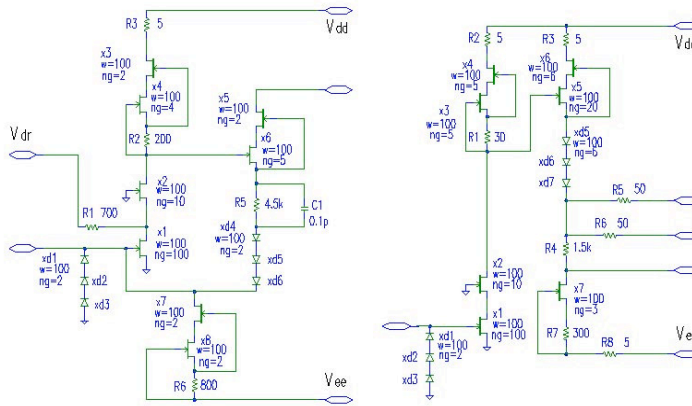 R3 5
Vdd
x3
w=100
ng=2
x4
w=100
ng=4
x5
w=100
ng=2
R2 200
Vdr
x6
w=100
ng=5
x2
w=100
ng=10
R1 700
R5 4.5k
C1
0.1p
x1
w=100
ng=100
xd1
w=100
ng=2
xd2
xd3
xd4
w=100
ng=2
xd5
xd6
x7
w=100
ng=2
x8
w=100
ng=2
R6 800
Vee
R2 5
R3 5
x4
w=100
ng=5
x6
w=100
ng=6
x3
w=100
ng=5
x5
w=100
ng=20
R1 30
xd5
w=100
ng=6
xd6
xd7
R5 50
R6 50
R4 1.5k
x2
w=100
ng=10
x1
w=100
ng=100
x7
w=100
ng=3
xd1
w=100
ng=2
xd2
xd3
R7 300
R8 5